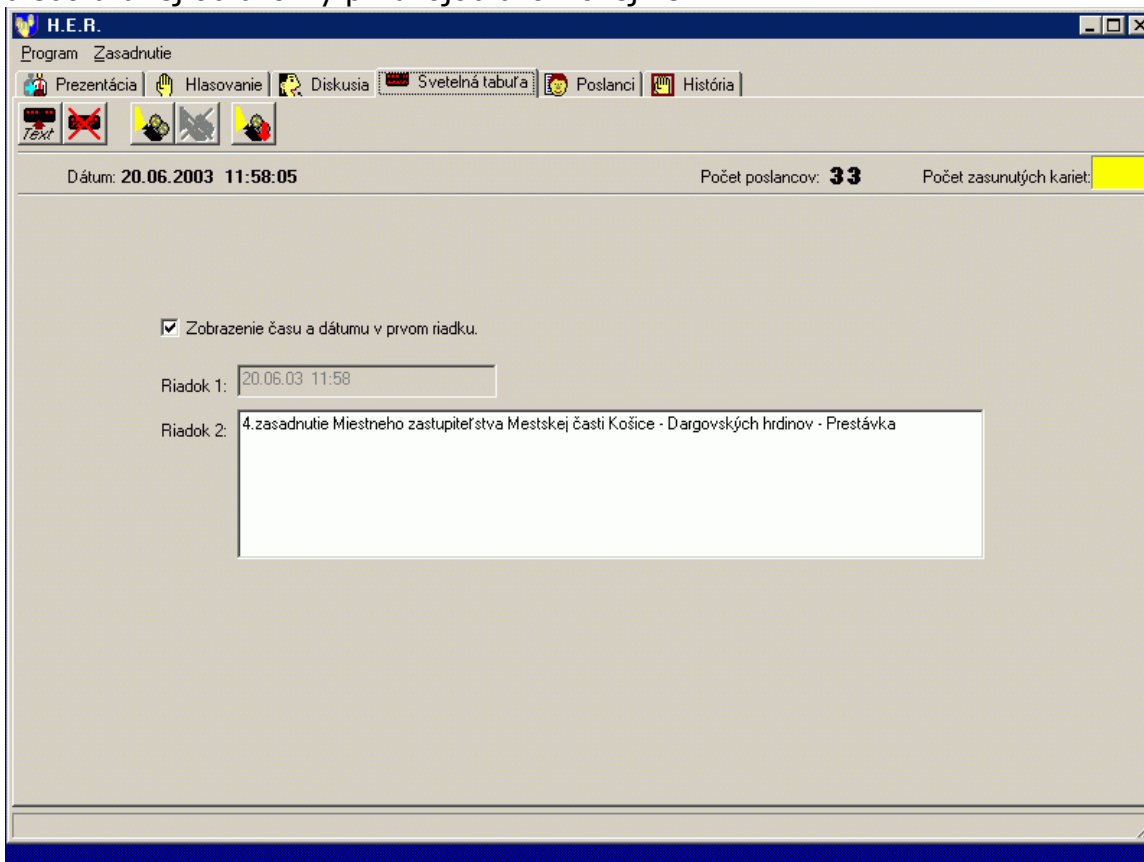 H.E.R.
Program Zasadnutie
Prezentácia Hlasovanie Diskusia Svetelná tabuľa Poslanci História
Text
Dátum: 20.06.2003 11:58:05 Počet poslancov: 33 Počet zasunutých kariet:
Zobrazenie času a dátumu v prvom riadku.
Riadok 1: 20.06.03 11:58
Riadok 2: 4.zasadnutie Miestneho zastupiteľstva Mestskej časti Košice - Dargovských hrdinov - Prestávka